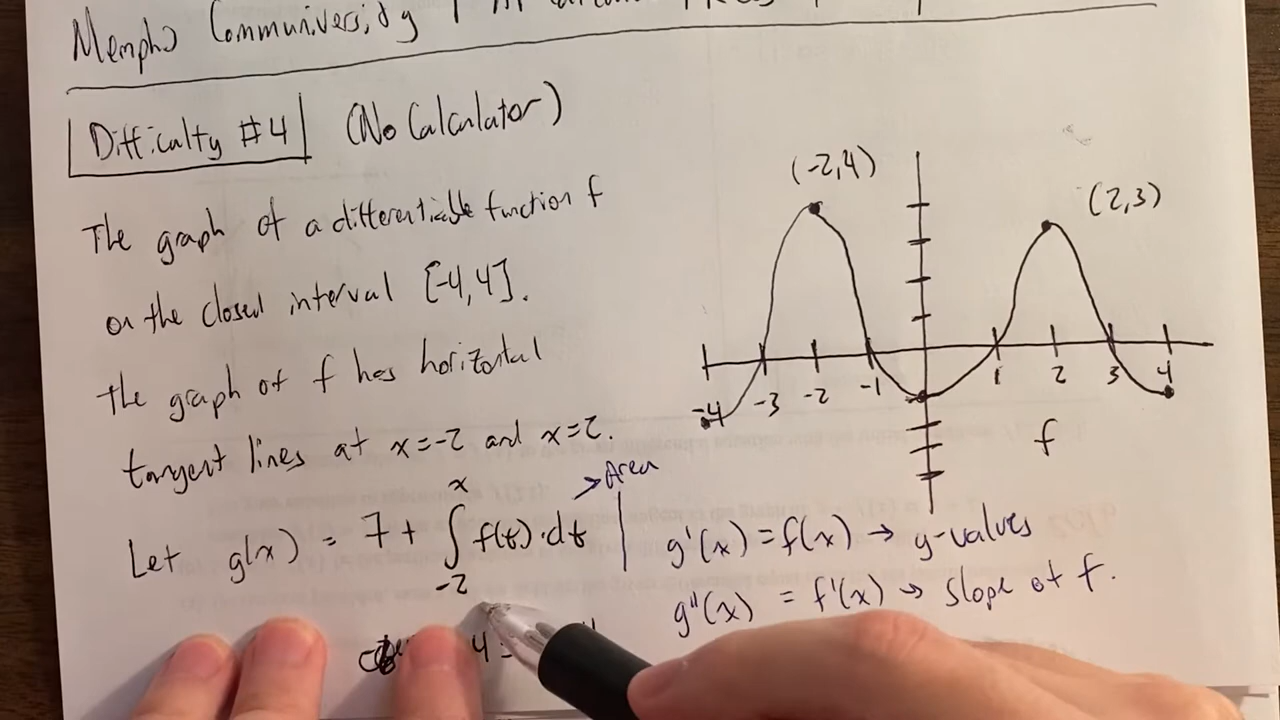 Mempho Communiversidy
Difficulty #4 (No Calculator)
The graph of a differentiable function f
on the closed interval [-4,4].
the graph of f has horizontal
tangent lines at x=-2 and x=2.
Let g(x) = 7 + ∫_{-2}^{x} f(t)·dt
→Area
g'(x) = f(x) → y-values
g''(x) = f'(x) → slope of f.
(-2,4)
(2,3)
-4 -3 -2 -1 1 2 3 4
f